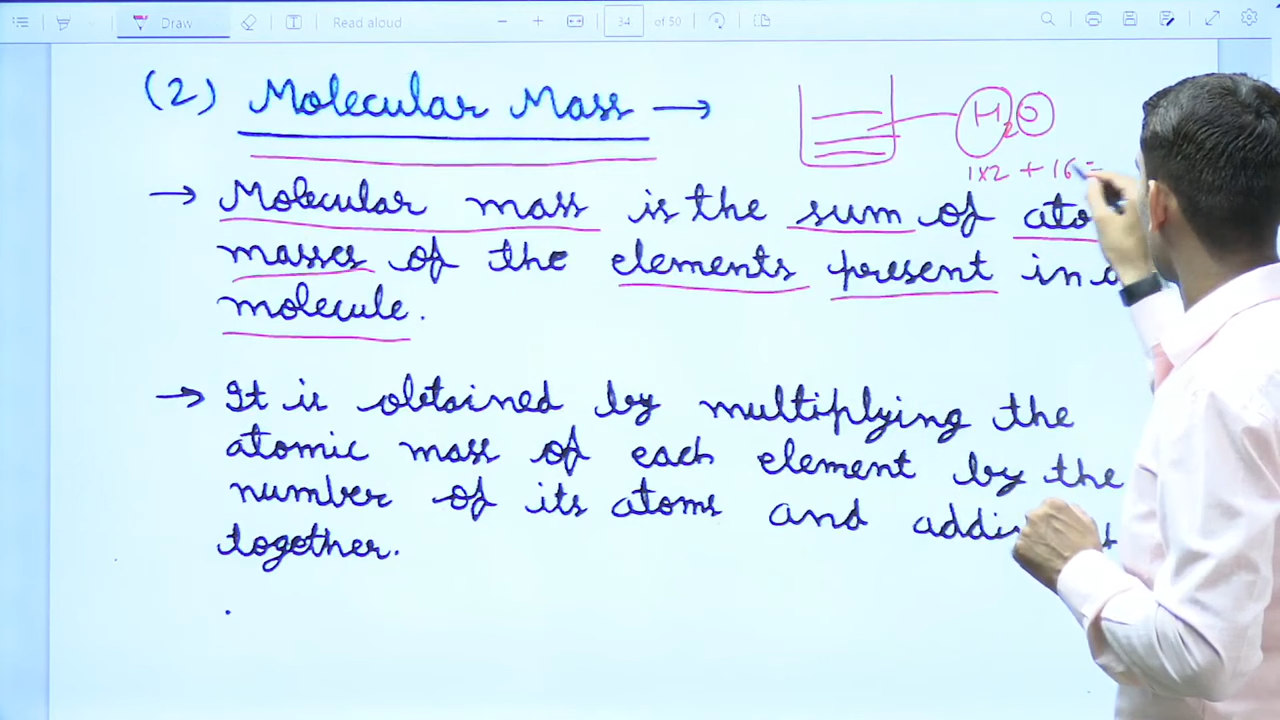 Draw
Read aloud
34 of 50
(2) Molecular Mass →
H2O
1x2 + 16 =
→ Molecular mass is the sum of
masses of the elements present in
molecule.
→ It is obtained by multiplying the
atomic mass of each element by the
number of its atoms and
together.